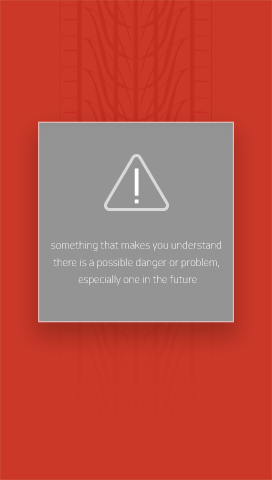 something that makes you understand
there is a possible danger or problem,
especially one in the future